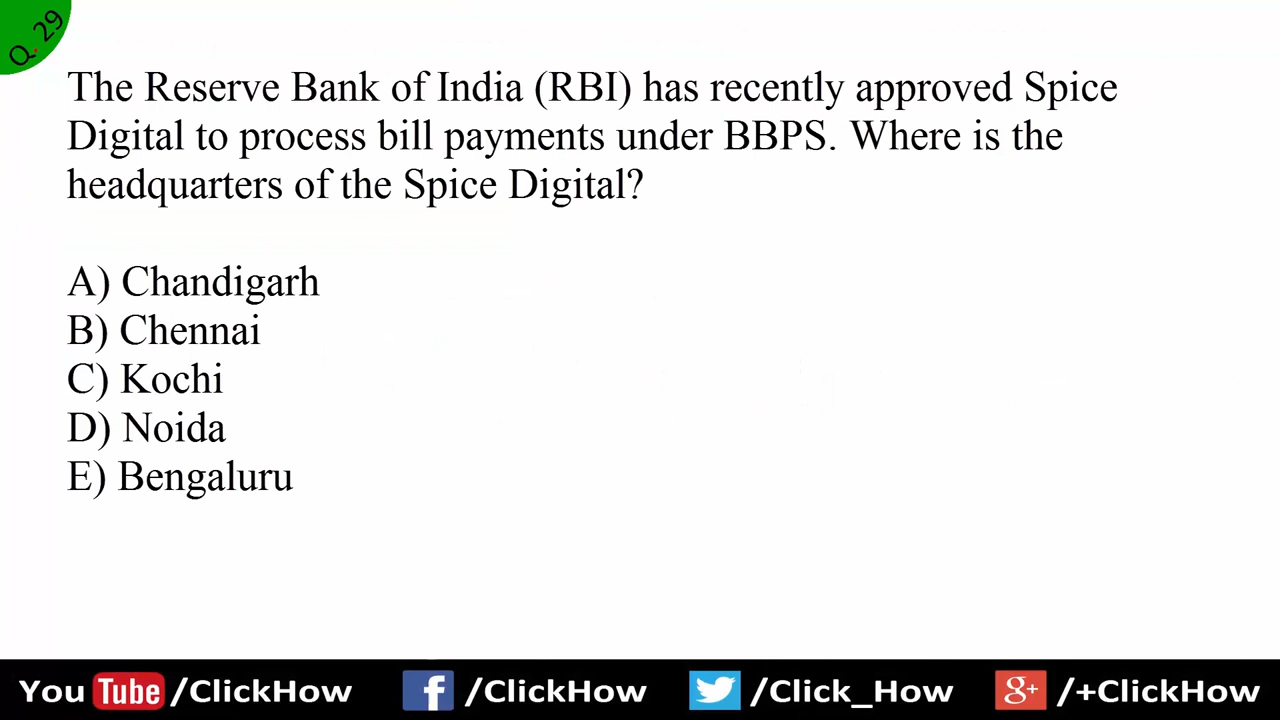 Q. 29
The Reserve Bank of India (RBI) has recently approved Spice
Digital to process bill payments under BBPS. Where is the
headquarters of the Spice Digital?
A) Chandigarh
B) Chennai
C) Kochi
D) Noida
E) Bengaluru
You Tube /ClickHow f /ClickHow /Click_How g+ /+ClickHow